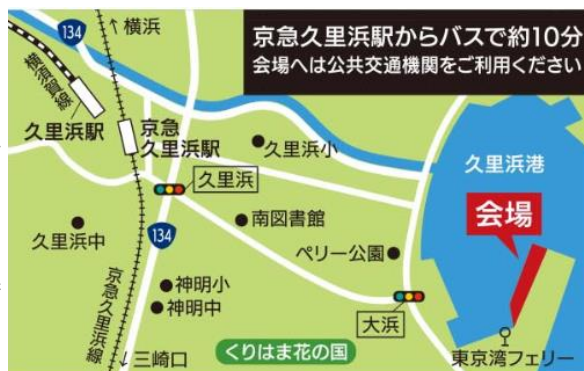 京急久里浜駅からバスで約10分
会場へは公共交通機関をご利用ください
134
↑横浜
横須賀線
久里浜駅
京急
久里浜駅
久里浜小
久里浜港
久里浜
会場
久里浜中
134
南図書館
ペリー公園
京急久里浜線
神明小
神明中
大浜
↓三崎口
くりはま花の国
東京湾フェリー